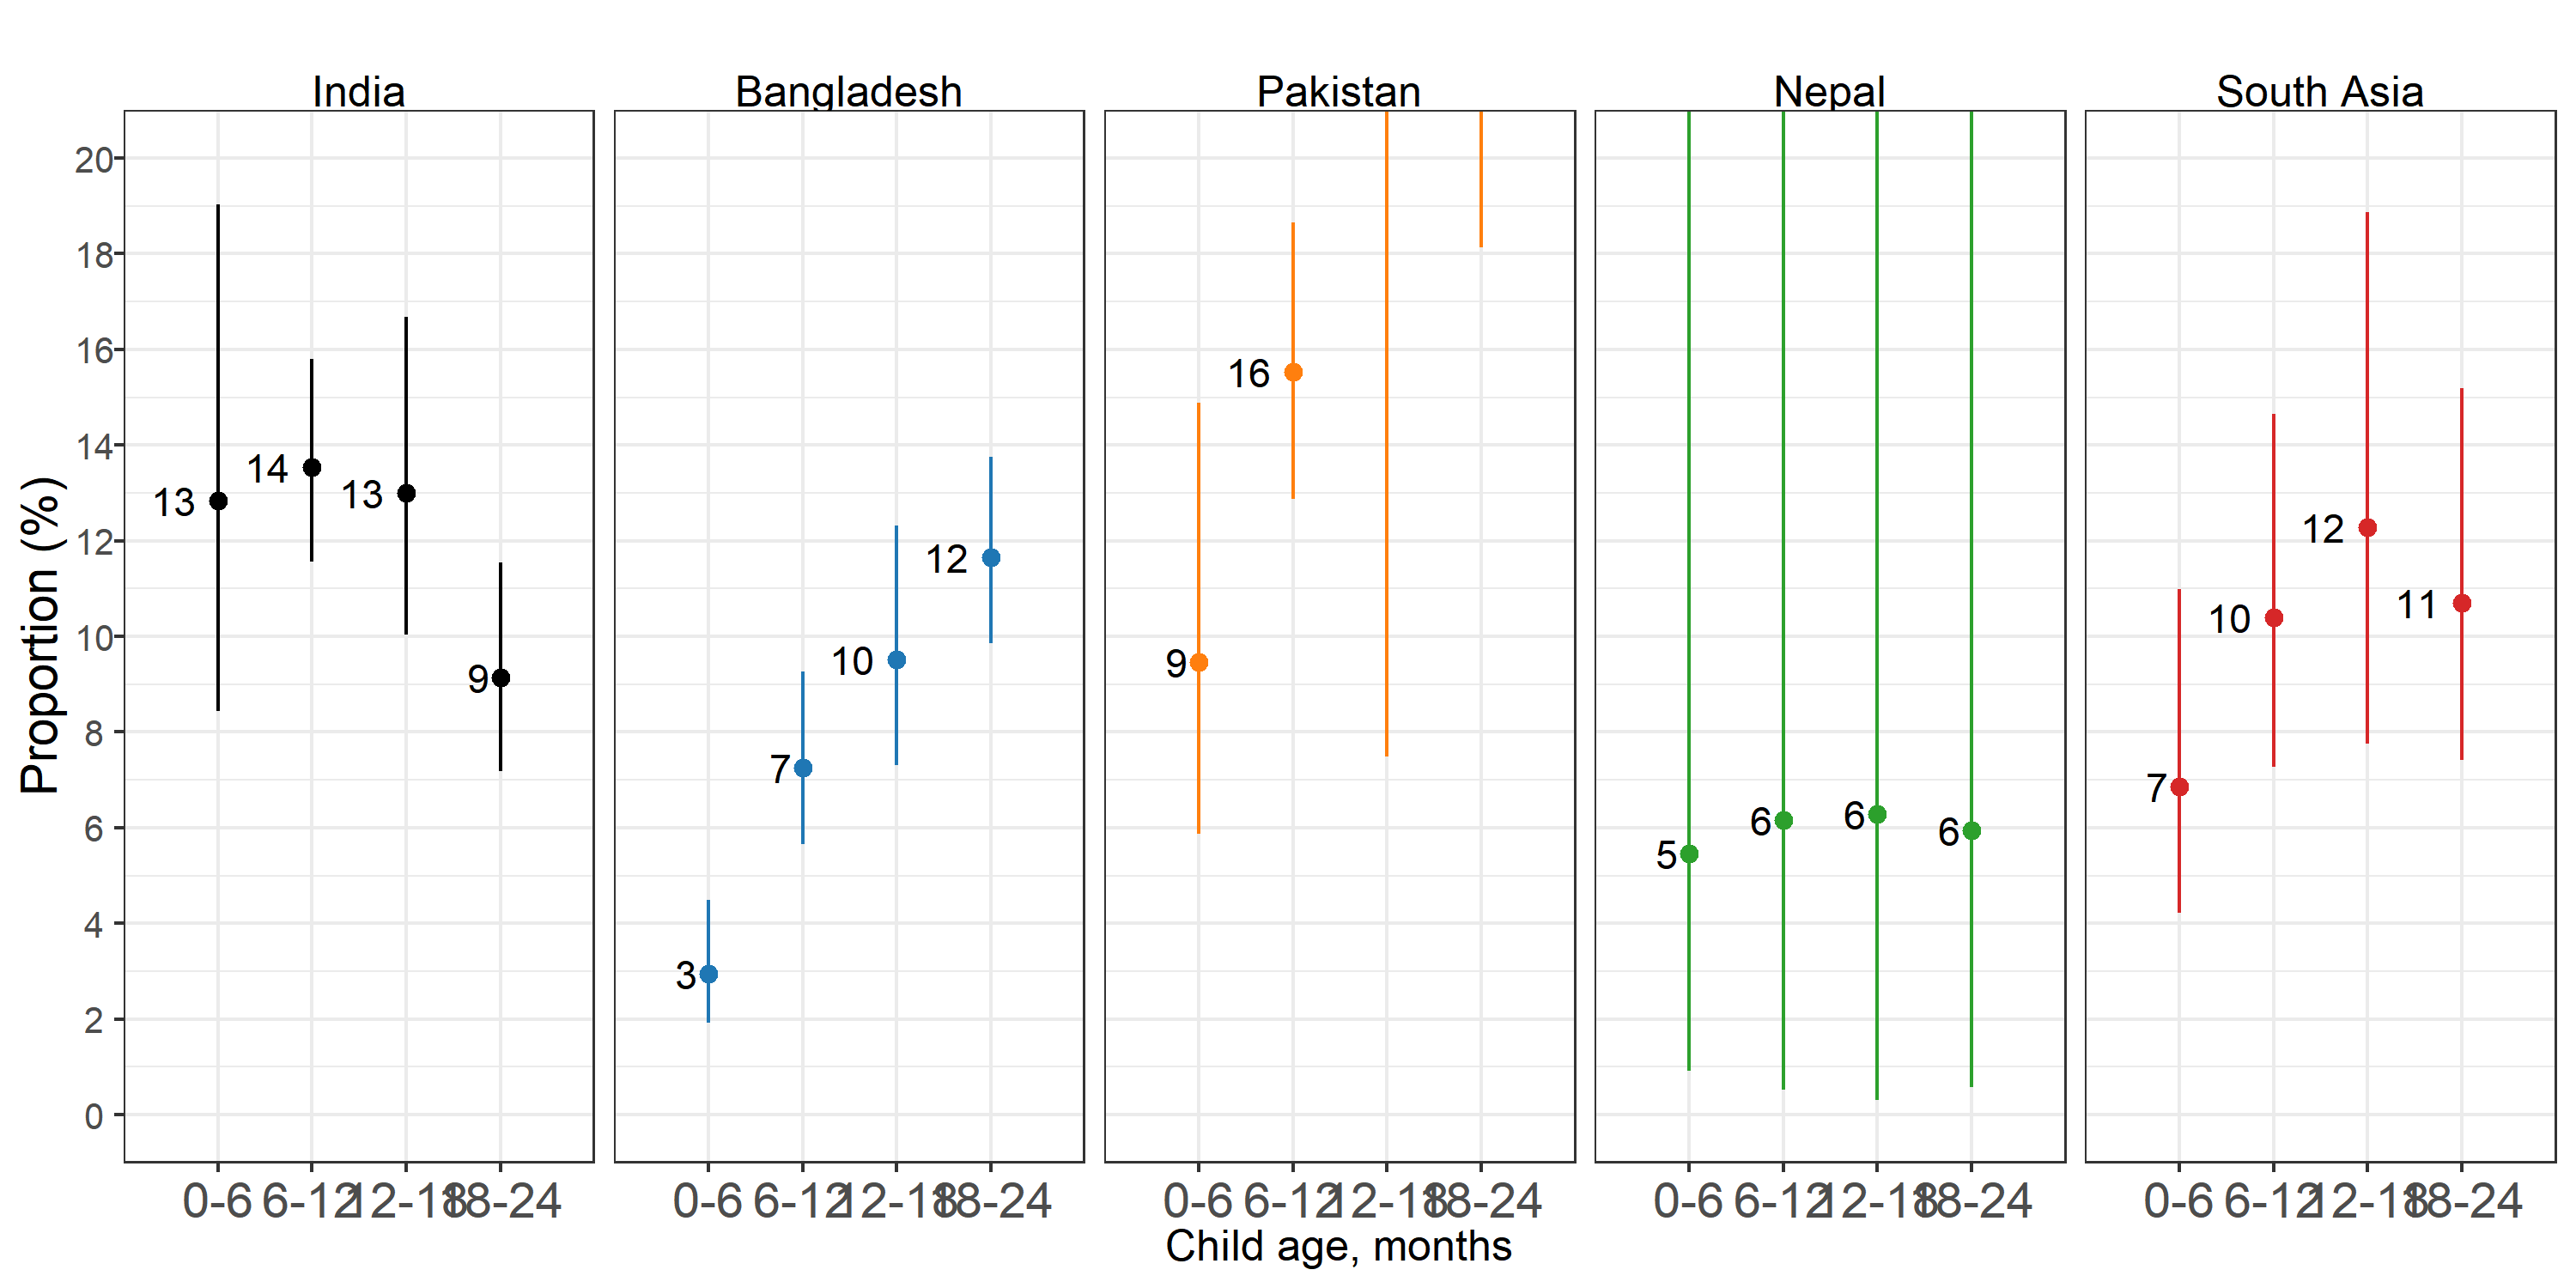 India Bangladesh Pakistan Nepal South Asia
Proportion (%)
20
18
16
14
12
10
8
6
4
2
0
13 14 13 9
3 7 10 12
9 16
5 6 6 6
7 10 12 11
0-6 6-12 12-18 18-24 0-6 6-12 12-18 18-24 0-6 6-12 12-18 18-24 0-6 6-12 12-18 18-24 0-6 6-12 12-18 18-24
Child age, months